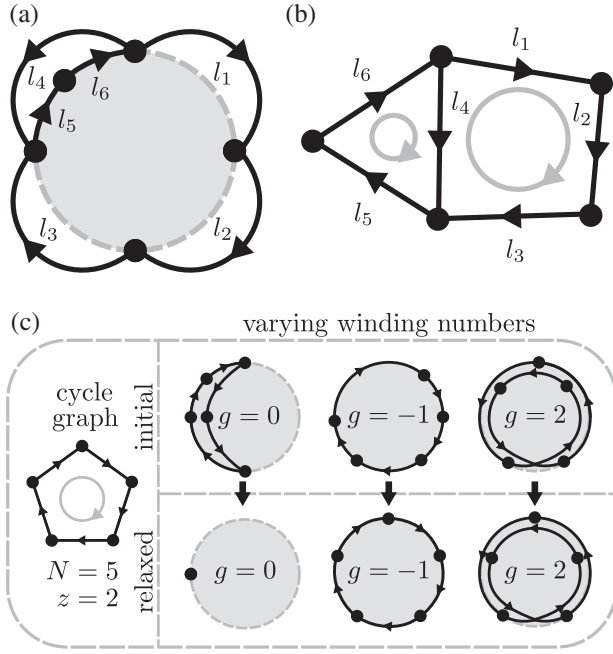 (a)
(b)
l₄
l₆
l₁
l₅
l₃
l₂
l₁
l₆
l₄
l₂
l₅
l₃
(c)
varying winding numbers
cycle
graph
N = 5
z = 2
initial
g = 0
g = −1
g = 2
relaxed
g = 0
g = −1
g = 2